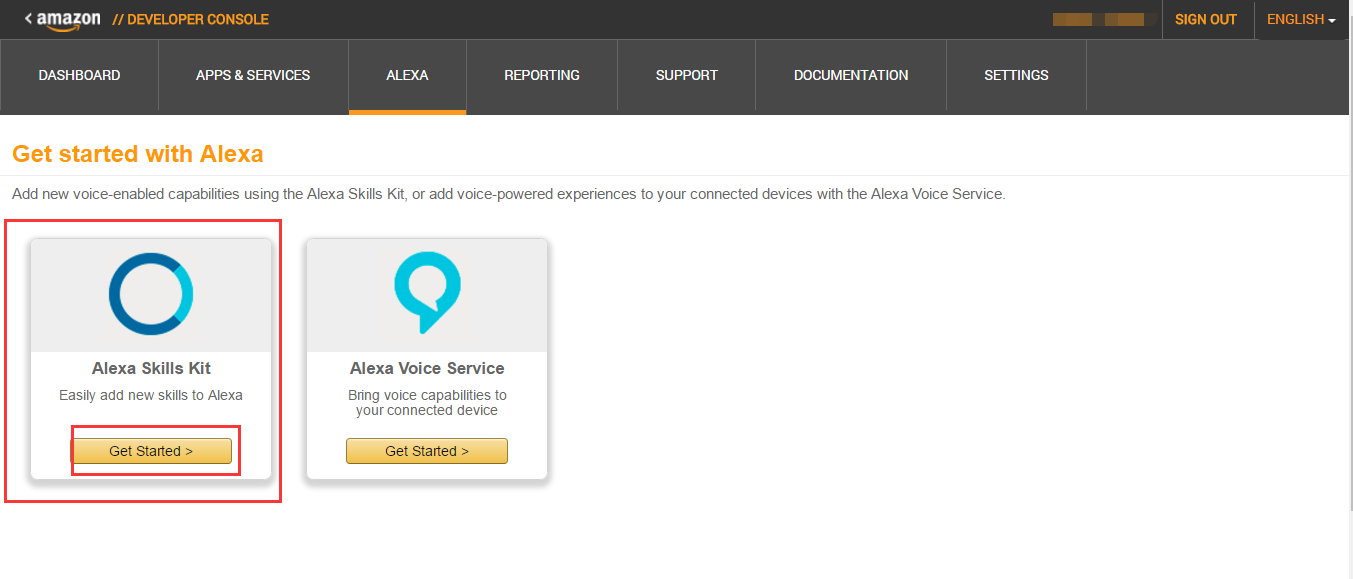 < amazon // DEVELOPER CONSOLE
SIGN OUT
ENGLISH
DASHBOARD
APPS & SERVICES
ALEXA
REPORTING
SUPPORT
DOCUMENTATION
SETTINGS
Get started with Alexa
Add new voice-enabled capabilities using the Alexa Skills Kit, or add voice-powered experiences to your connected devices with the Alexa Voice Service.
Alexa Skills Kit
Easily add new skills to Alexa
Get Started >
Alexa Voice Service
Bring voice capabilities to
your connected device
Get Started >